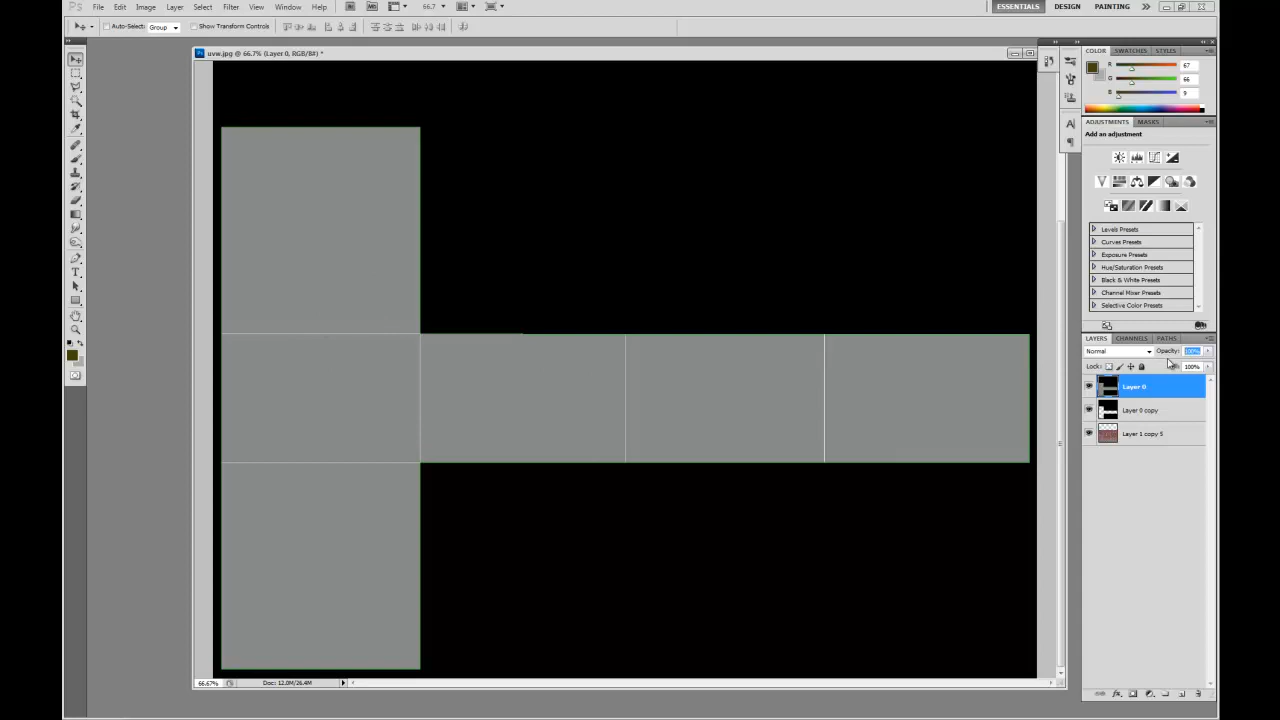 Ps File Edit Image Layer Select Filter View Window Help Br Mb 66.7 ESSENTIALS DESIGN PAINTING
Auto-Select: Group Show Transform Controls
uvw.jpg @ 66.7% (Layer 0, RGB/8#) *
COLOR SWATCHES STYLES
R 67
G 66
B 9
ADJUSTMENTS MASKS
Add an adjustment
Levels Presets
Curves Presets
Exposure Presets
Hue/Saturation Presets
Black & White Presets
Channel Mixer Presets
Selective Color Presets
LAYERS CHANNELS PATHS
Normal Opacity: 100%
Lock: 100%
Layer 0
Layer 0 copy
Layer 1 copy 5
66.67% Doc: 12.0M/26.4M